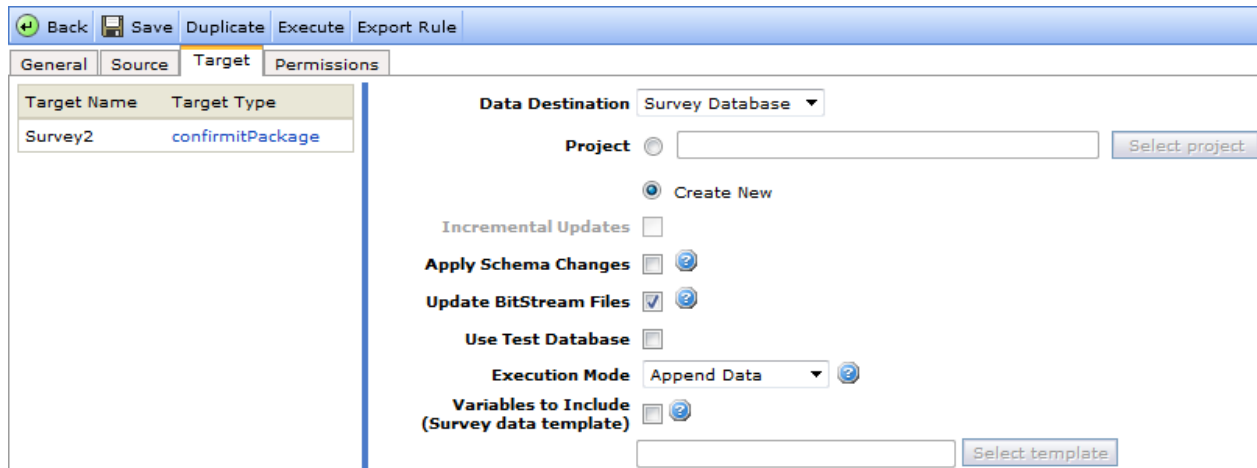 Back Save Duplicate Execute Export Rule
General Source Target Permissions
Target Name Target Type
Survey2 confirmitPackage
Data Destination Survey Database
Project Select project
Create New
Incremental Updates
Apply Schema Changes ?
Update BitStream Files ?
Use Test Database
Execution Mode Append Data ?
Variables to Include
(Survey data template) ?
Select template